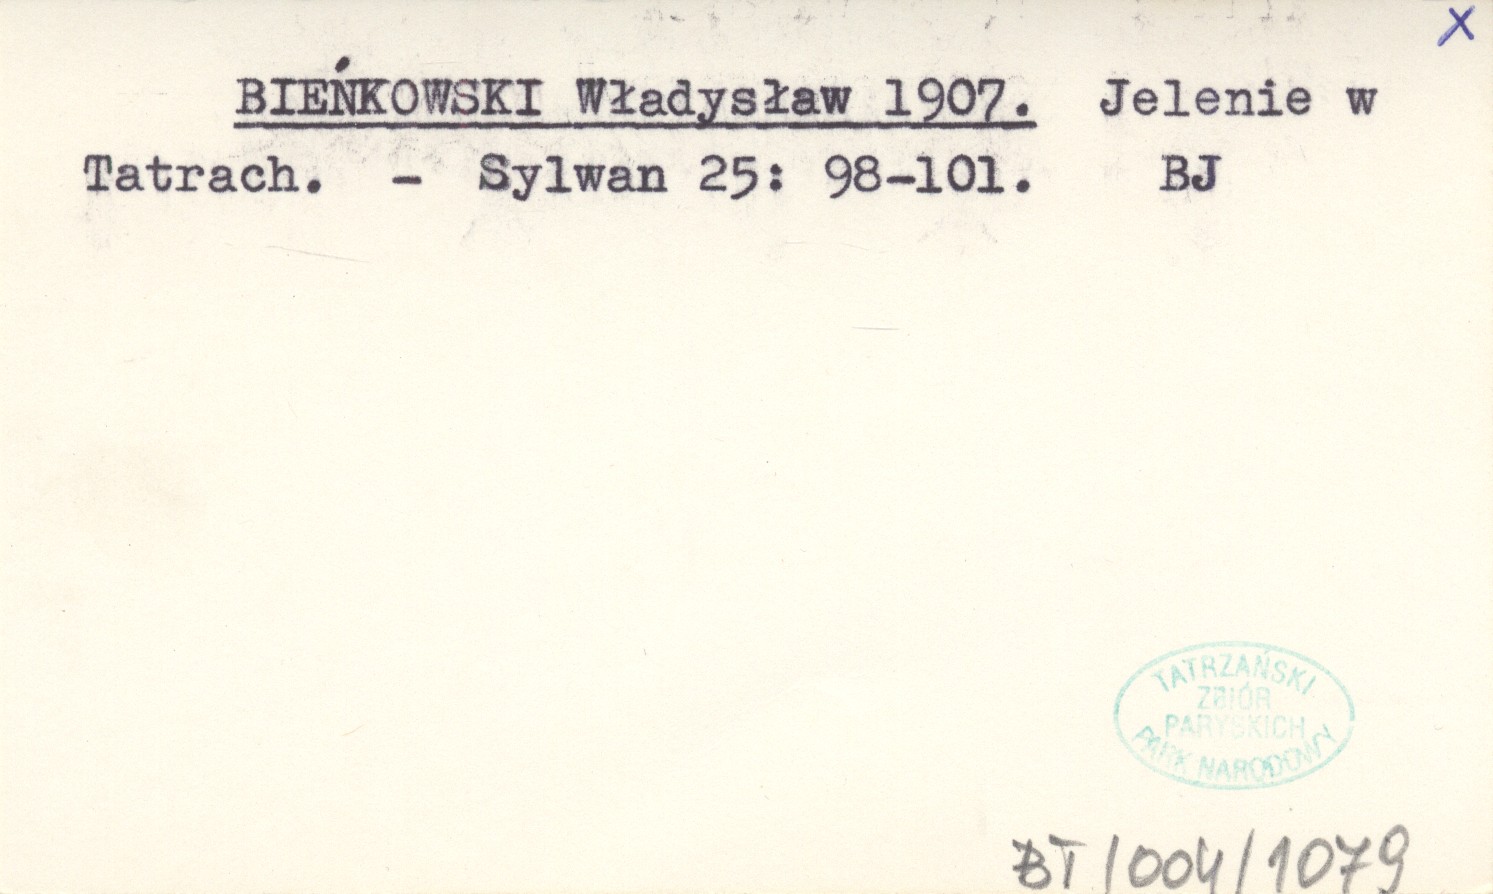 X
BIEŃKOWSKI Władysław 1907. Jelenie w
Tatrach. - Sylwan 25: 98-101. BJ
TATRZAŃSKI
ZBIÓR
PARYSKICH
PARK NARODOWY
BT/004/1079